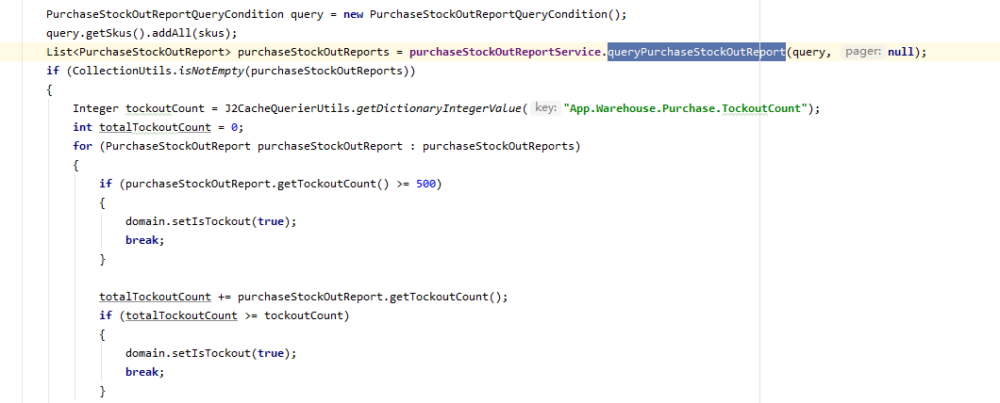 PurchaseStockOutReportQueryCondition query = new PurchaseStockOutReportQueryCondition();
query.getSkus().addAll(skus);
List<PurchaseStockOutReport> purchaseStockOutReports = purchaseStockOutReportService.queryPurchaseStockOutReport(query, pager: null);
if (CollectionUtils.isNotEmpty(purchaseStockOutReports))
{
Integer tockoutCount = J2CacheQuerierUtils.getDictionaryIntegerValue( key: "App.Warehouse.Purchase.TockoutCount");
int totalTockoutCount = 0;
for (PurchaseStockOutReport purchaseStockOutReport : purchaseStockOutReports)
{
if (purchaseStockOutReport.getTockoutCount() >= 500)
{
domain.setIsTockout(true);
break;
}
totalTockoutCount += purchaseStockOutReport.getTockoutCount();
if (totalTockoutCount >= tockoutCount)
{
domain.setIsTockout(true);
break;
}